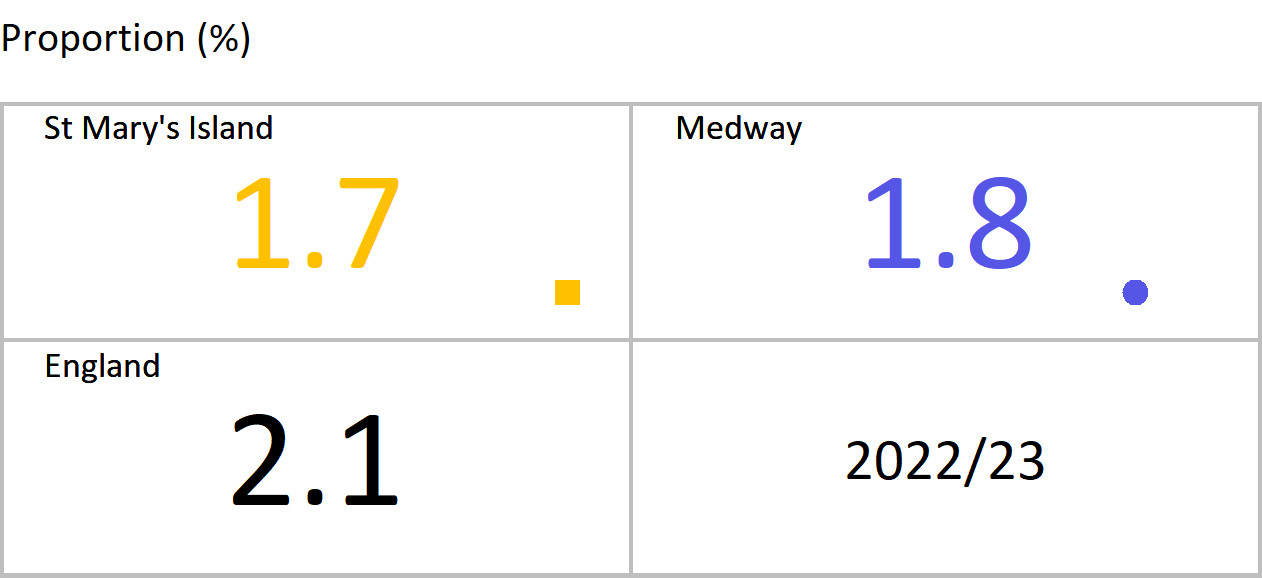 Proportion (%)
St Mary's Island
1.7
Medway
1.8
England
2.1
2022/23